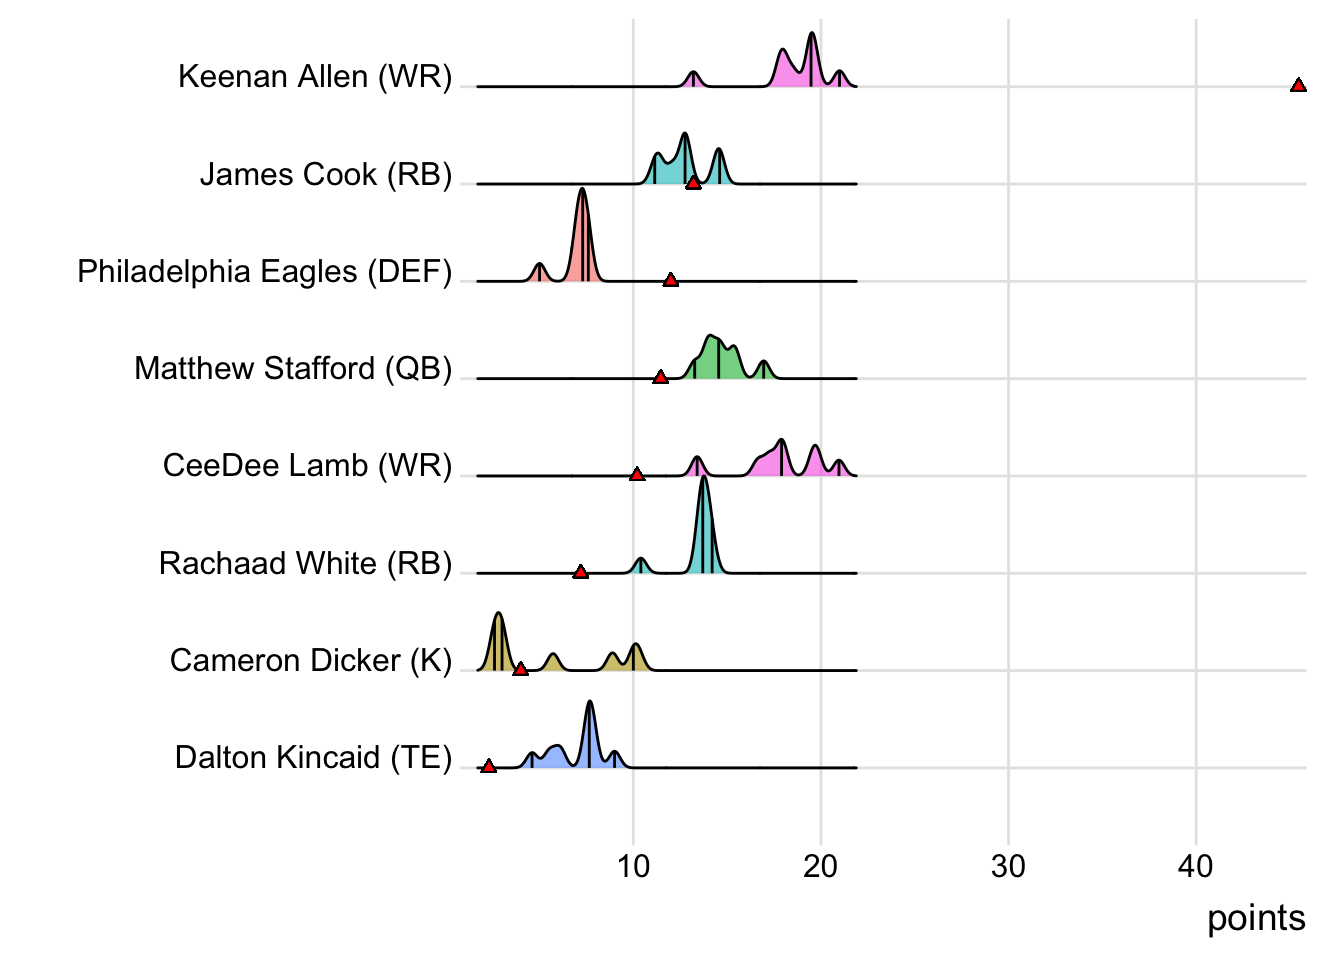 Keenan Allen (WR)
James Cook (RB)
Philadelphia Eagles (DEF)
Matthew Stafford (QB)
CeeDee Lamb (WR)
Rachaad White (RB)
Cameron Dicker (K)
Dalton Kincaid (TE)
10 20 30 40
points